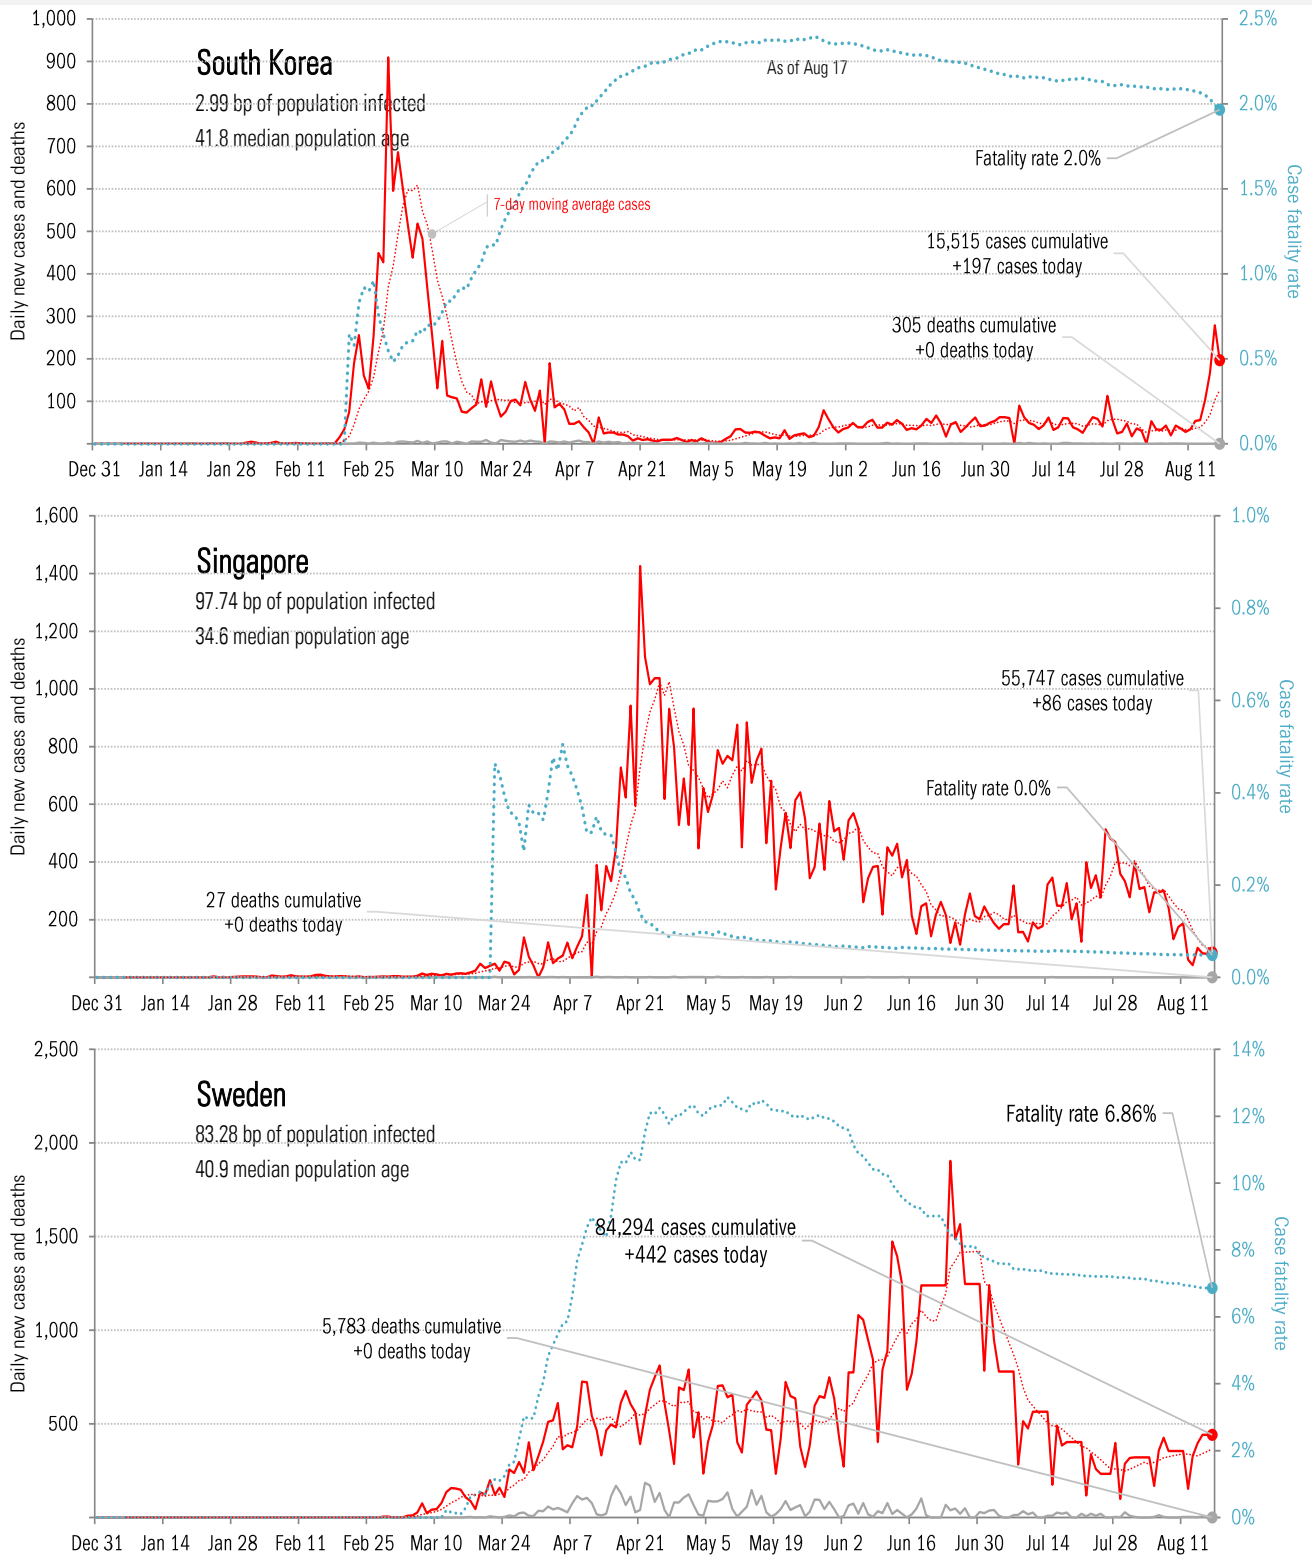 1,000
900
800
700
600
500
400
300
200
100
Daily new cases and deaths
South Korea
2.99 bp of population infected
41.8 median population age
As of Aug 17
7-day moving average cases
Fatality rate 2.0%
15,515 cases cumulative
+197 cases today
305 deaths cumulative
+0 deaths today
2.5%
2.0%
1.5%
1.0%
0.5%
0.0%
Case fatality rate
Dec 31 Jan 14 Jan 28 Feb 11 Feb 25 Mar 10 Mar 24 Apr 7 Apr 21 May 5 May 19 Jun 2 Jun 16 Jun 30 Jul 14 Jul 28 Aug 11
1,600
1,400
1,200
1,000
800
600
400
200
Daily new cases and deaths
Singapore
97.74 bp of population infected
34.6 median population age
55,747 cases cumulative
+86 cases today
Fatality rate 0.0%
27 deaths cumulative
+0 deaths today
1.0%
0.8%
0.6%
0.4%
0.2%
0.0%
Case fatality rate
Dec 31 Jan 14 Jan 28 Feb 11 Feb 25 Mar 10 Mar 24 Apr 7 Apr 21 May 5 May 19 Jun 2 Jun 16 Jun 30 Jul 14 Jul 28 Aug 11
2,500
2,000
1,500
1,000
500
Daily new cases and deaths
Sweden
83.28 bp of population infected
40.9 median population age
Fatality rate 6.86%
84,294 cases cumulative
+442 cases today
5,783 deaths cumulative
+0 deaths today
14%
12%
10%
8%
6%
4%
2%
0%
Case fatality rate
Dec 31 Jan 14 Jan 28 Feb 11 Feb 25 Mar 10 Mar 24 Apr 7 Apr 21 May 5 May 19 Jun 2 Jun 16 Jun 30 Jul 14 Jul 28 Aug 11